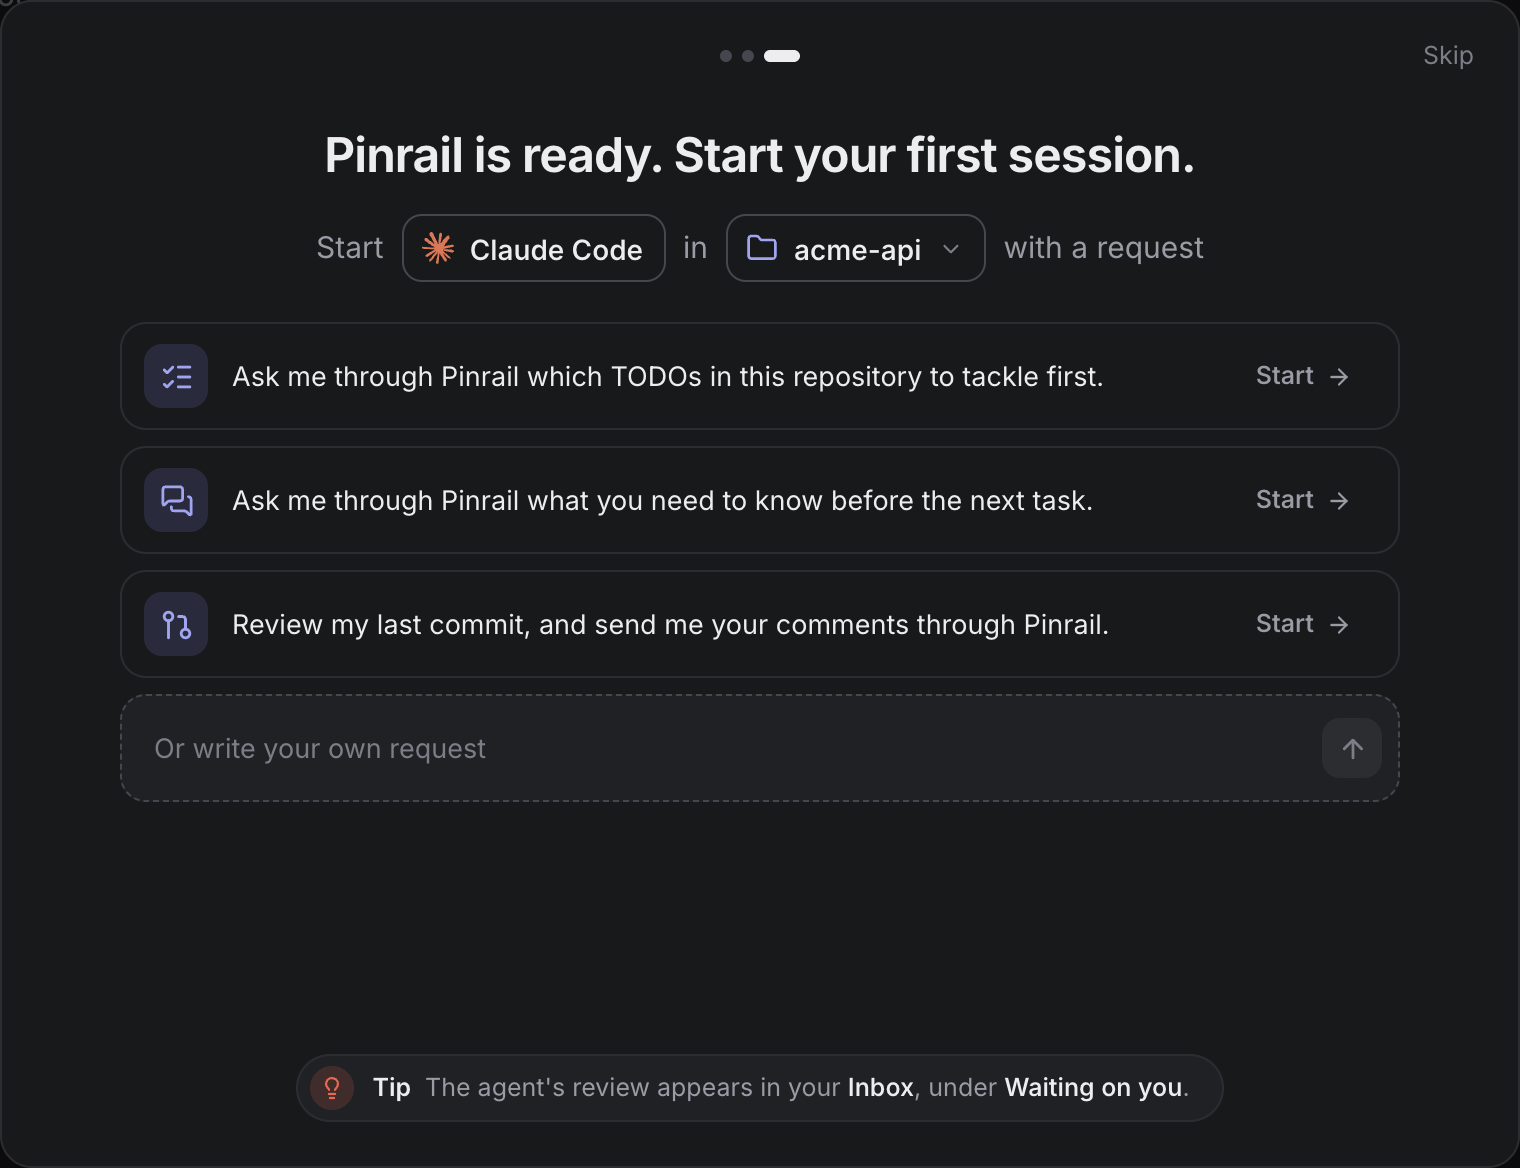 Skip
Pinrail is ready. Start your first session.
Start Claude Code in acme-api with a request
Ask me through Pinrail which TODOs in this repository to tackle first. Start →
Ask me through Pinrail what you need to know before the next task. Start →
Review my last commit, and send me your comments through Pinrail. Start →
Or write your own request
Tip The agent's review appears in your Inbox, under Waiting on you.